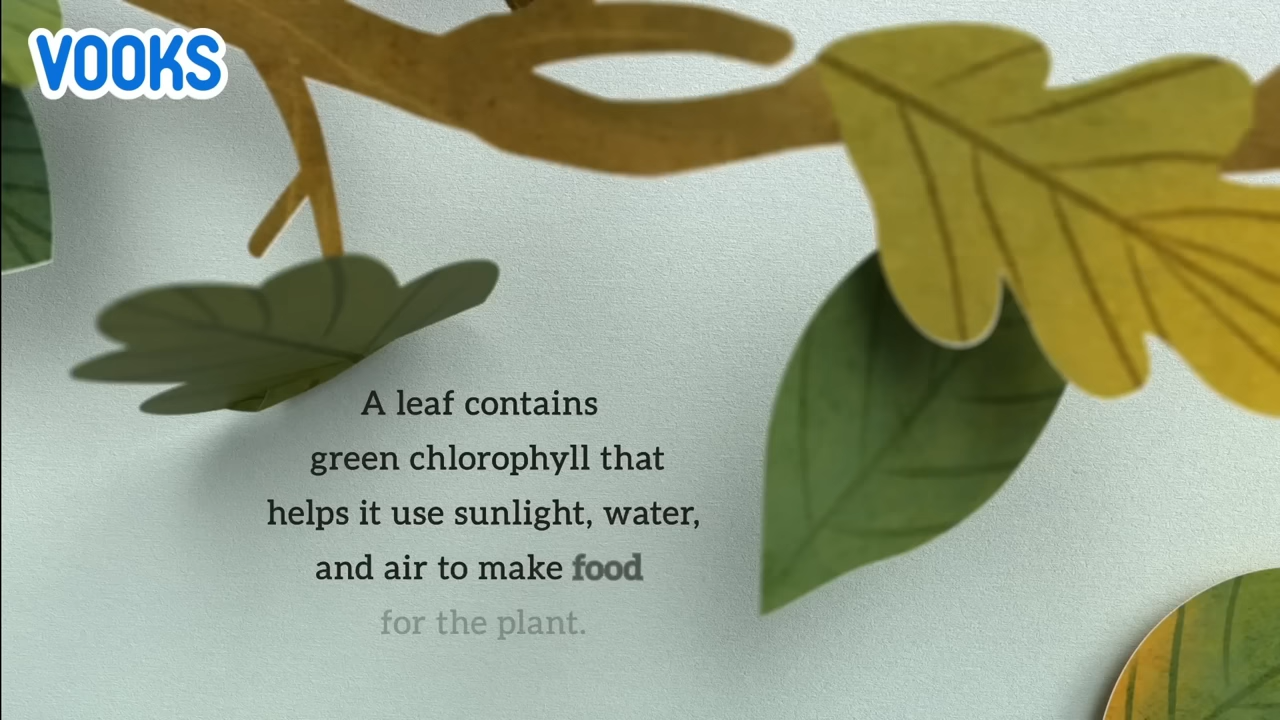 VOOKS
A leaf contains
green chlorophyll that
helps it use sunlight, water,
and air to make food
for the plant.